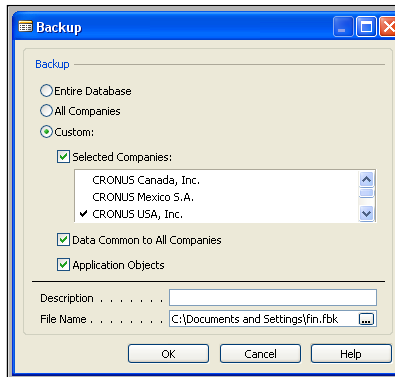 Backup
Backup
Entire Database
All Companies
Custom:
Selected Companies:
CRONUS Canada, Inc.
CRONUS Mexico S.A.
CRONUS USA, Inc.
Data Common to All Companies
Application Objects
Description . . . . . . .
File Name . . . . . . . . C:\Documents and Settings\fin.fbk ...
OK Cancel Help